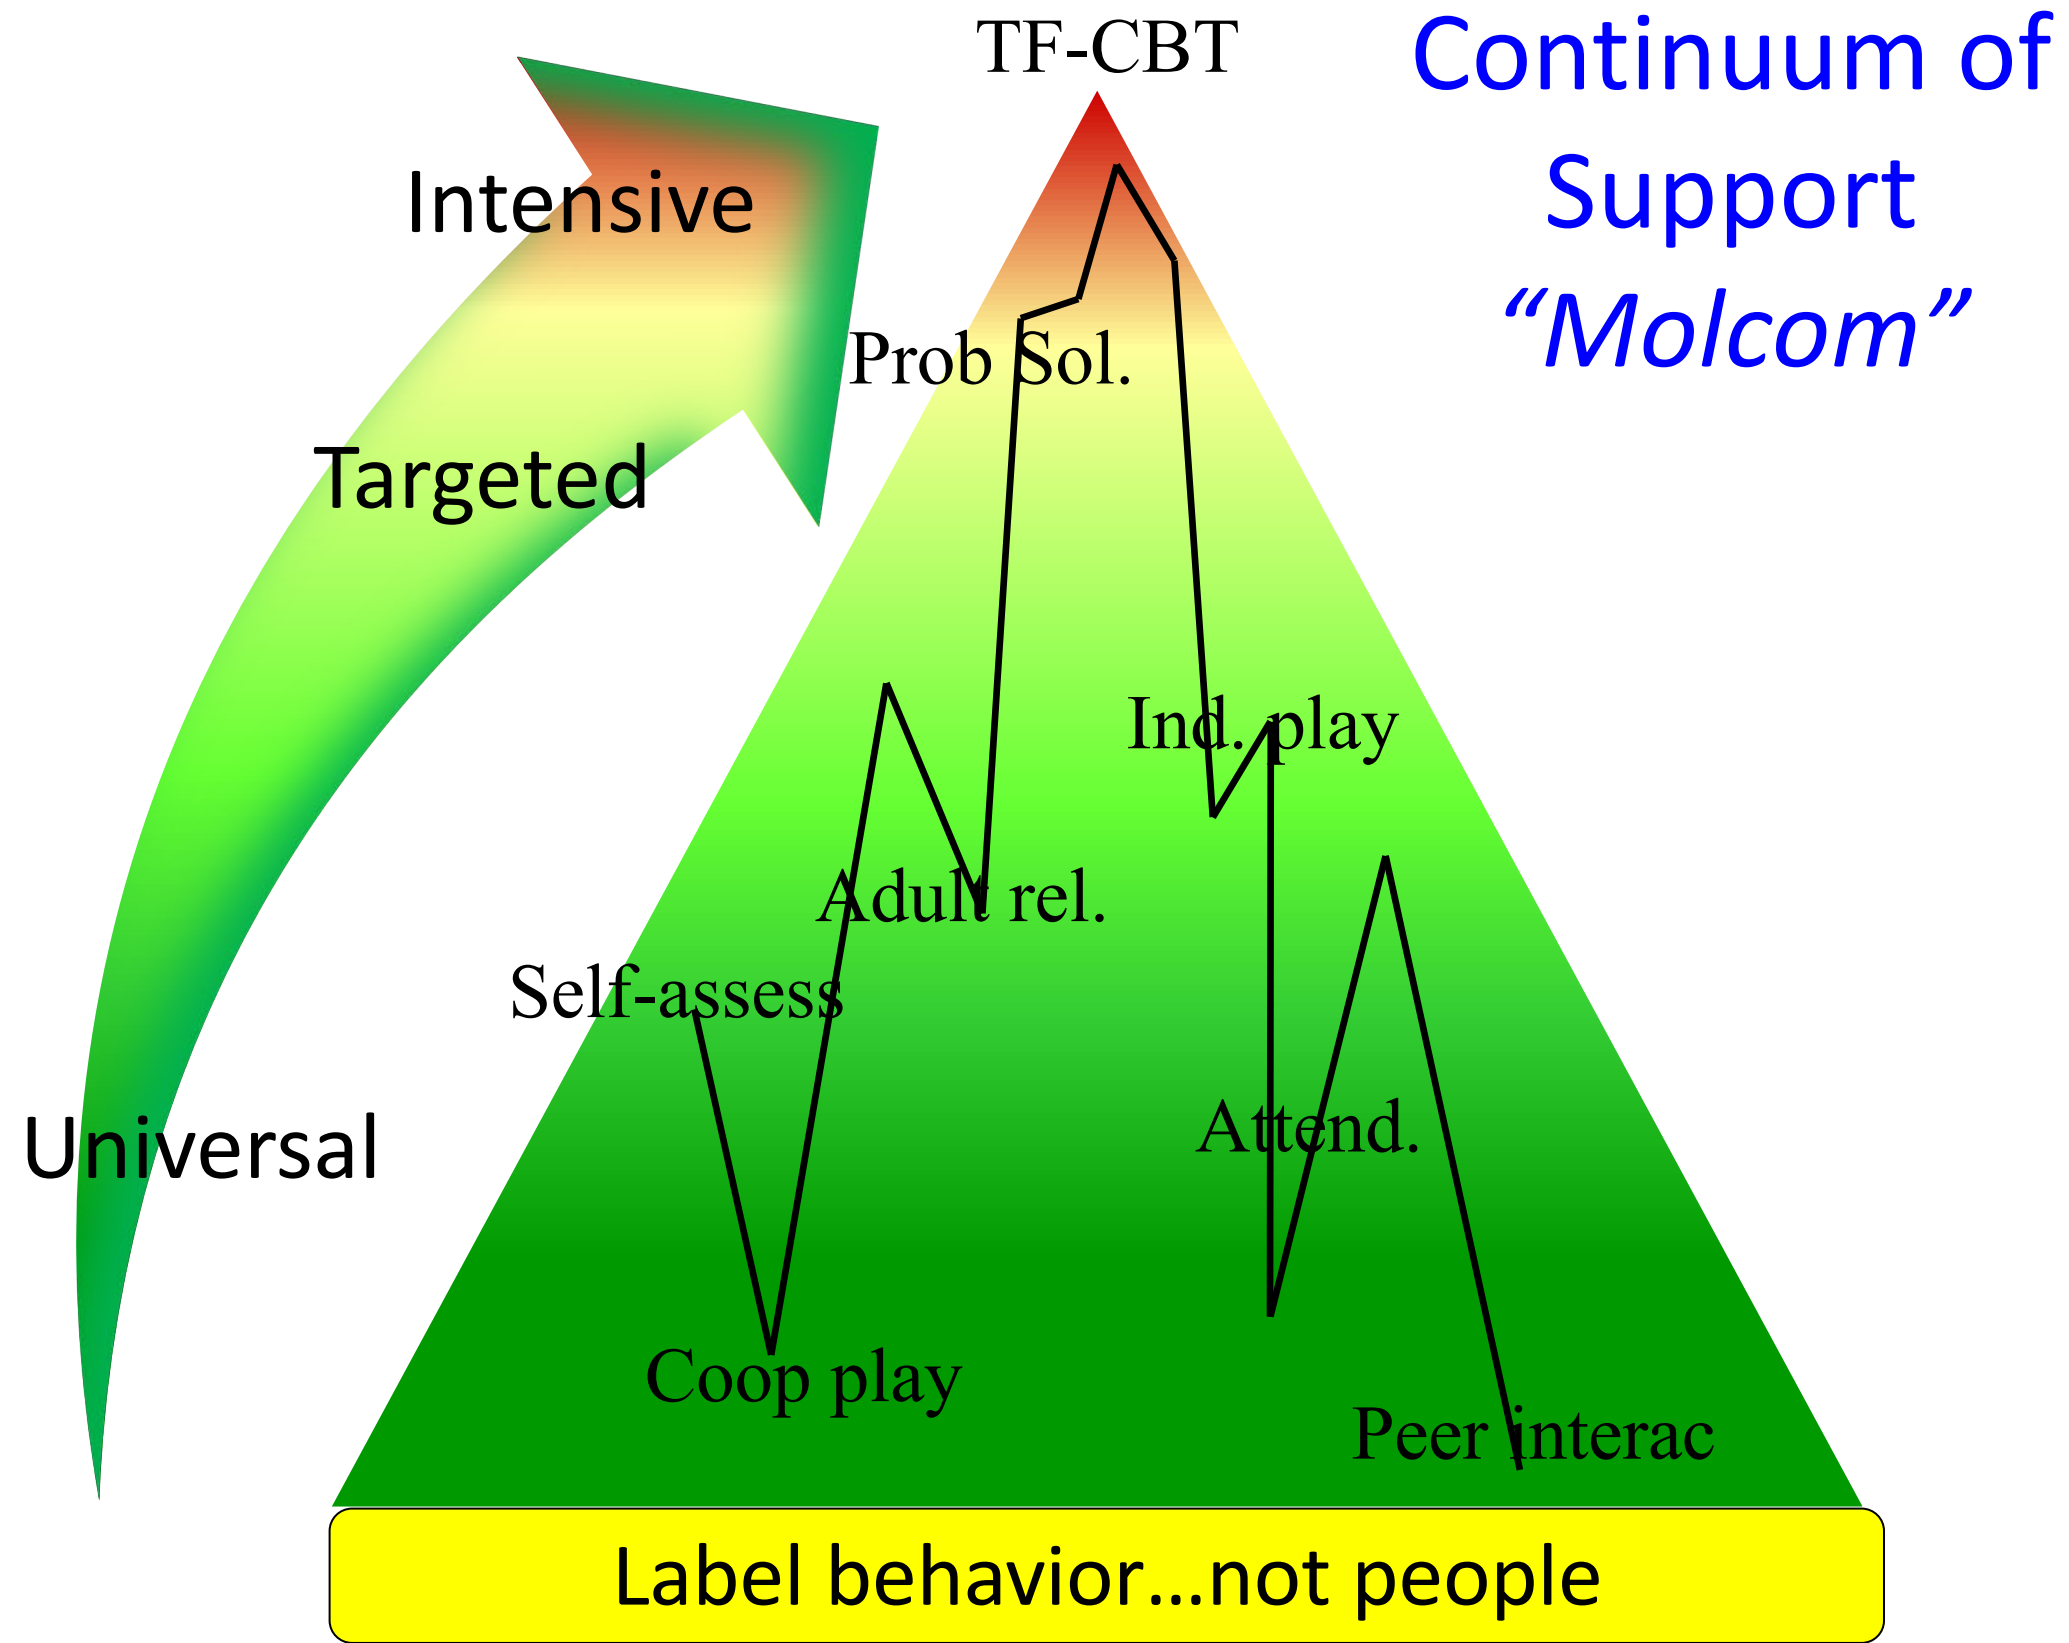 TF-CBT
Continuum of
Support
“Molcom”
Intensive
Prob Sol.
Targeted
Ind. play
Adult rel.
Self-assess
Attend.
Universal
Coop play
Peer interac
Label behavior…not people